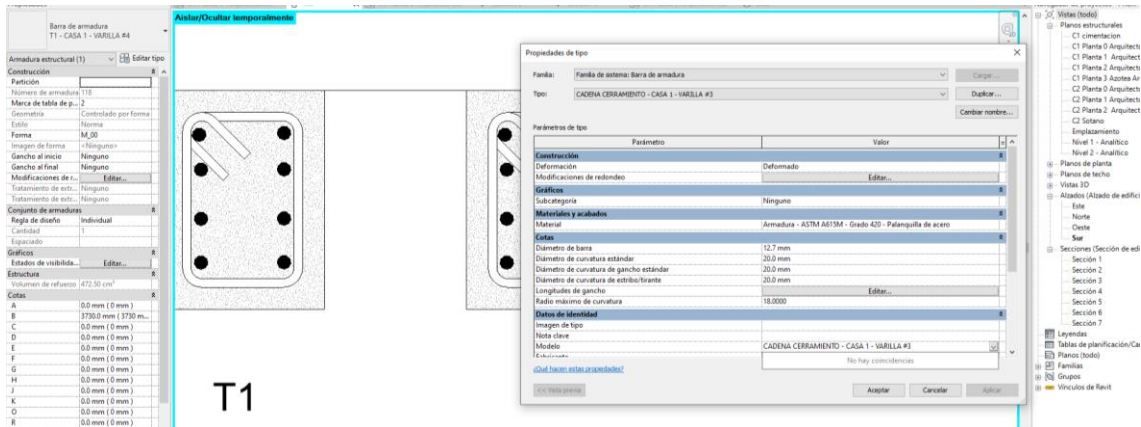 Aislar/Ocultar temporalmente
Barra de armadura
T1 - CASA 1 - VARILLA #4
Armadura estructural (1)
Editar tipo
Construcción
Partición
Número de armadura 118
Marca de tabla de p... 2
Geometría Controlado por forma
Estilo Norma
Forma M_00
Imagen de forma <Ninguno>
Gancho al inicio Ninguno
Gancho al final Ninguno
Modificaciones de r... Editar...
Tratamiento de extr... Ninguno
Tratamiento de extr... Ninguno
Conjunto de armaduras
Regla de diseño Individual
Cantidad 1
Espaciado
Gráficos
Estados de visibilida... Editar...
Estructura
Volumen de refuerzo 472.50 cm³
Cotas
A 0.0 mm ( 0 mm )
B 3730.0 mm ( 3730 m...
C 0.0 mm ( 0 mm )
D 0.0 mm ( 0 mm )
E 0.0 mm ( 0 mm )
F 0.0 mm ( 0 mm )
G 0.0 mm ( 0 mm )
H 0.0 mm ( 0 mm )
J 0.0 mm ( 0 mm )
K 0.0 mm ( 0 mm )
O 0.0 mm ( 0 mm )
R 0.0 mm ( 0 mm )
T1
Propiedades de tipo
Familia: Familia de sistema: Barra de armadura Cargar...
Tipo: CADENA CERRAMIENTO - CASA 1 - VARILLA #3 Duplicar...
Cambiar nombre...
Parámetros de tipo
Parámetro Valor
Construcción
Deformación Deformado
Modificaciones de redondeo Editar...
Gráficos
Subcategoría Ninguno
Materiales y acabados
Material Armadura - ASTM A615M - Grado 420 - Palanquilla de acero
Cotas
Diámetro de barra 12.7 mm
Diámetro de curvatura estándar 20.0 mm
Diámetro de curvatura de gancho estándar 20.0 mm
Diámetro de curvatura de estribo/tirante 20.0 mm
Longitudes de gancho Editar...
Radio máximo de curvatura 18.0000
Datos de identidad
Imagen de tipo
Nota clave
Modelo CADENA CERRAMIENTO - CASA 1 - VARILLA #3
No hay coincidencias
¿Qué hacen estas propiedades?
<< Vista previa Aceptar Cancelar Aplicar
Vistas (todo)
Planos estructurales
C1 cimentacion
C1 Planta 0 Arquitect
C1 Planta 1 Arquitect
C1 Planta 2 Arquitect
C1 Planta 3 Azotea Ar
C2 Planta 0 Arquitect
C2 Planta 1 Arquitect
C2 Planta 2 Arquitect
C2 Sotano
Emplazamiento
Nivel 1 - Analítico
Nivel 2 - Analítico
Planos de planta
Planos de techo
Vistas 3D
Alzados (Alzado de edifici
Este
Norte
Oeste
Sur
Secciones (Sección de edi
Sección 1
Sección 2
Sección 3
Sección 4
Sección 5
Sección 6
Sección 7
Leyendas
Tablas de planificación/Ca
Planos (todo)
Familias
Grupos
Vínculos de Revit